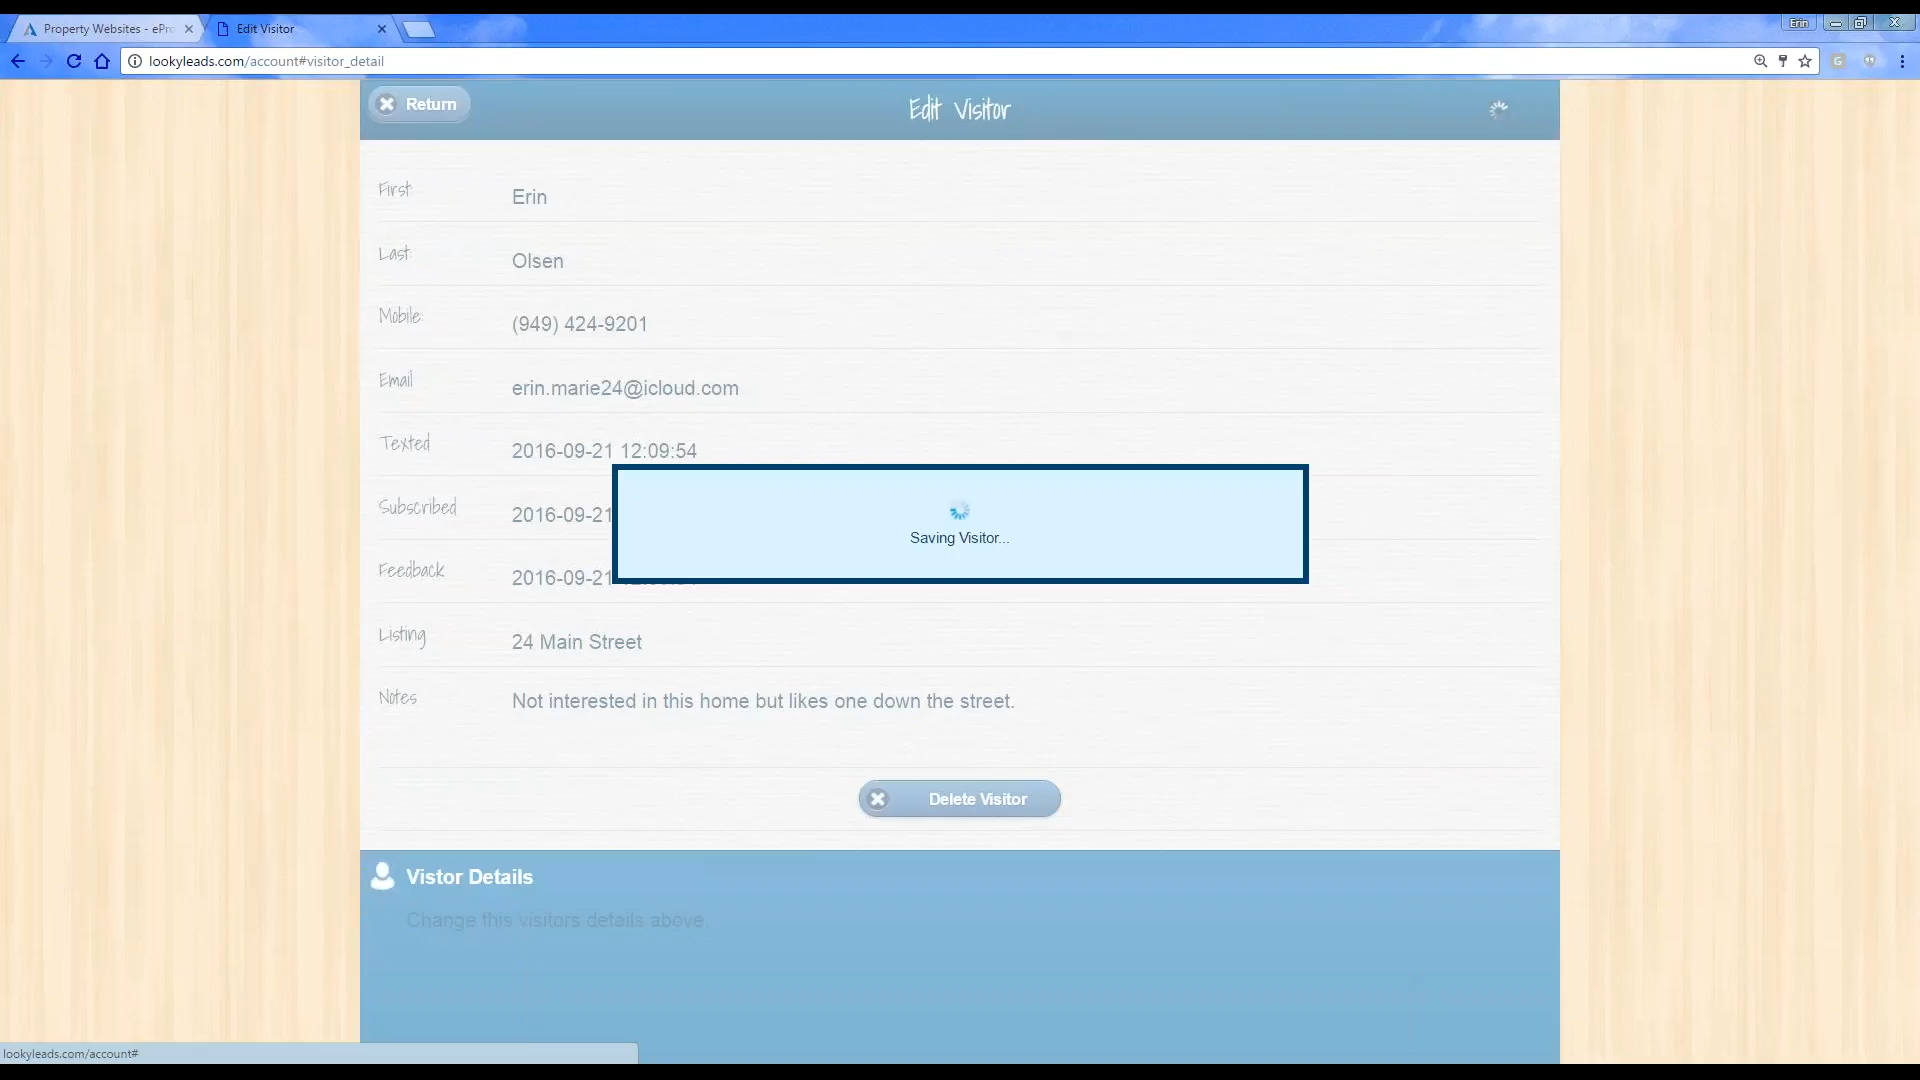 Property Websites - ePro
Edit Visitor
Erin
lookyleads.com/account#visitor_detail
Return
Edit Visitor
First:
Erin
Last:
Olsen
Mobile:
(949) 424-9201
Email
erin.marie24@icloud.com
Texted
2016-09-21 12:09:54
Subscribed
2016-09-21
Saving Visitor...
Feedback
2016-09-21
Listing
24 Main Street
Notes
Not interested in this home but likes one down the street.
Delete Visitor
Vistor Details
Change this visitors details above.
lookyleads.com/account#